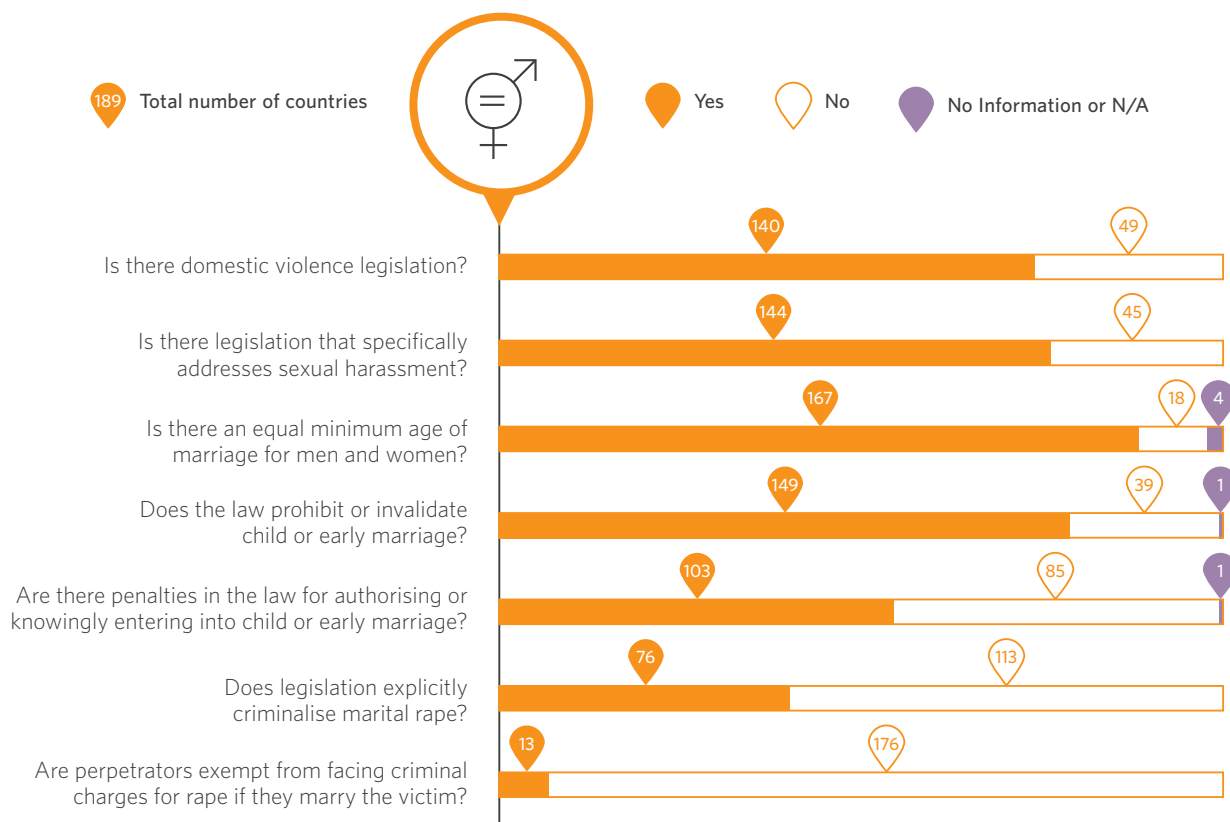 189 Total number of countries
=
Yes
No
No Information or N/A
140
49
Is there domestic violence legislation?
144
45
Is there legislation that specifically
addresses sexual harassment?
167
18
4
Is there an equal minimum age of
marriage for men and women?
149
39
1
Does the law prohibit or invalidate
child or early marriage?
103
85
1
Are there penalties in the law for authorising or
knowingly entering into child or early marriage?
76
113
Does legislation explicitly
criminalise marital rape?
13
176
Are perpetrators exempt from facing criminal
charges for rape if they marry the victim?